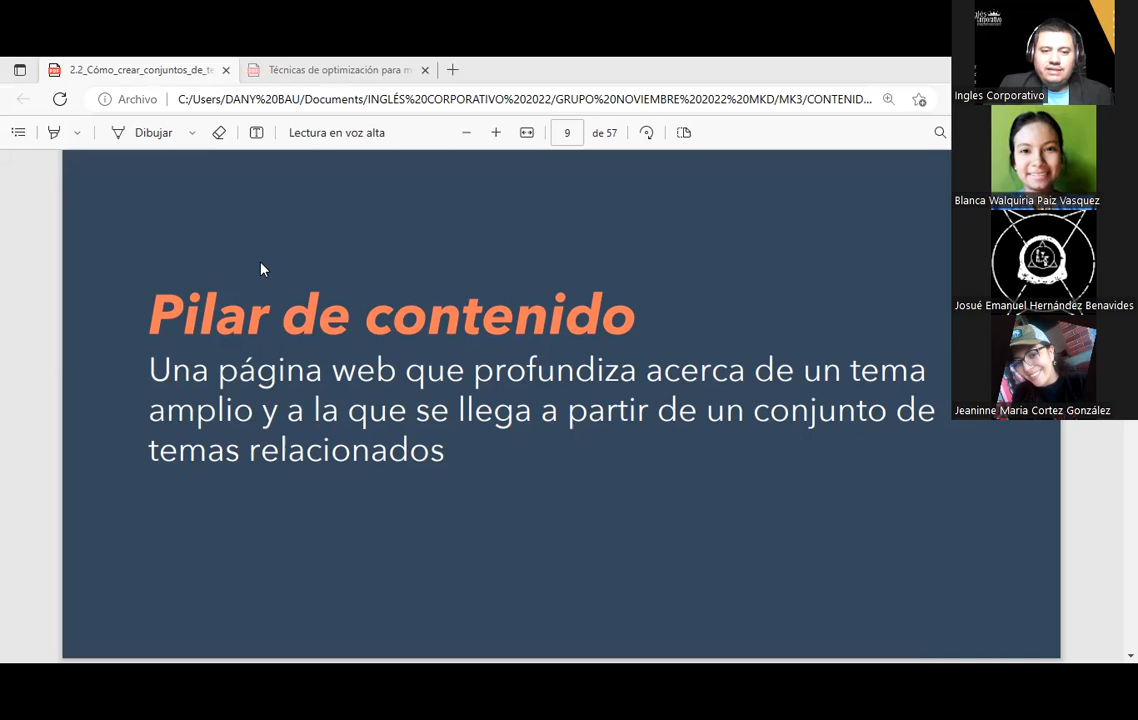 2.2_Cómo_crear_conjuntos_de_te
Técnicas de optimización para m
Archivo
C:/Users/DANY%20BAU/Documents/INGLÉS%20CORPORATIVO%202022/GRUPO%20NOVIEMBRE%202022%20MKD/MK3/CONTENID...
Dibujar
Lectura en voz alta
9
de 57
Pilar de contenido
Una página web que profundiza acerca de un tema
amplio y a la que se llega a partir de un conjunto de
temas relacionados
Ingles Corporativo
Blanca Walquiria Paiz Vasquez
Josué Emanuel Hernández Benavides
Jeaninne Maria Cortez González